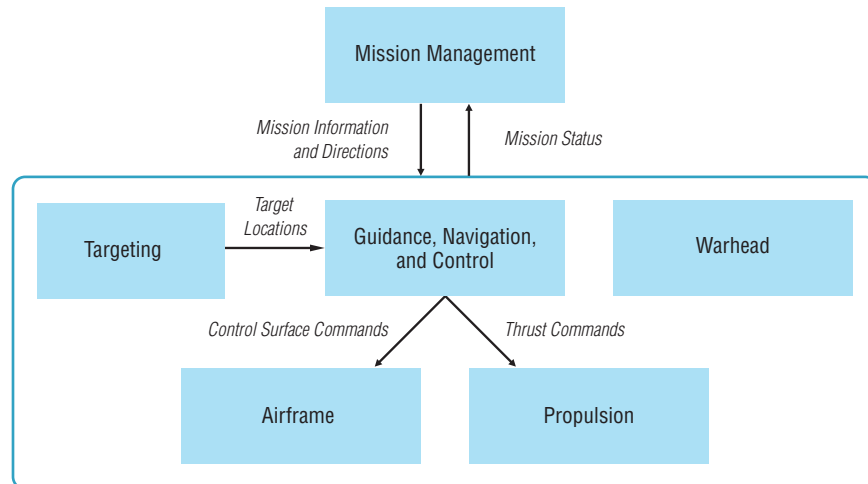 Mission Management
Mission Information
and Directions
Mission Status
Target
Locations
Targeting
Guidance, Navigation,
and Control
Warhead
Control Surface Commands
Thrust Commands
Airframe
Propulsion